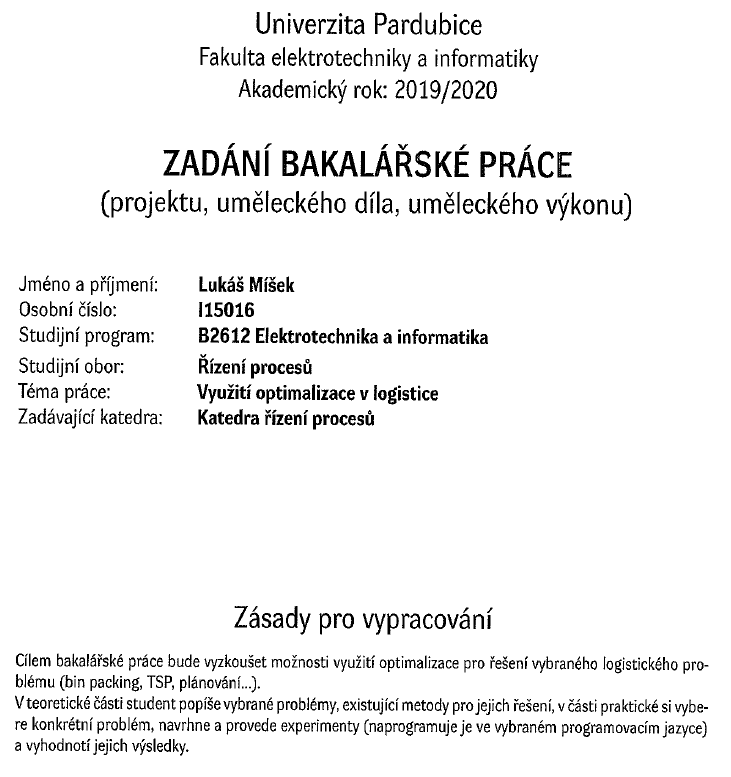 Univerzita Pardubice
Fakulta elektrotechniky a informatiky
Akademický rok: 2019/2020
ZADÁNÍ BAKALÁŘSKÉ PRÁCE
(projektu, uměleckého díla, uměleckého výkonu)
Jméno a příjmení: Lukáš Míšek
Osobní číslo: I15016
Studijní program: B2612 Elektrotechnika a informatika
Studijní obor: Řízení procesů
Téma práce: Využití optimalizace v logistice
Zadávající katedra: Katedra řízení procesů
Zásady pro vypracování
Cílem bakalářské práce bude vyzkoušet možnosti využití optimalizace pro řešení vybraného logistického pro-
blému (bin packing, TSP, plánování...).
V teoretické části student popíše vybrané problémy, existující metody pro jejich řešení, v části praktické si vybe-
re konkrétní problém, navrhne a provede experimenty (naprogramuje je ve vybraném programovacím jazyce)
a vyhodnotí jejich výsledky.